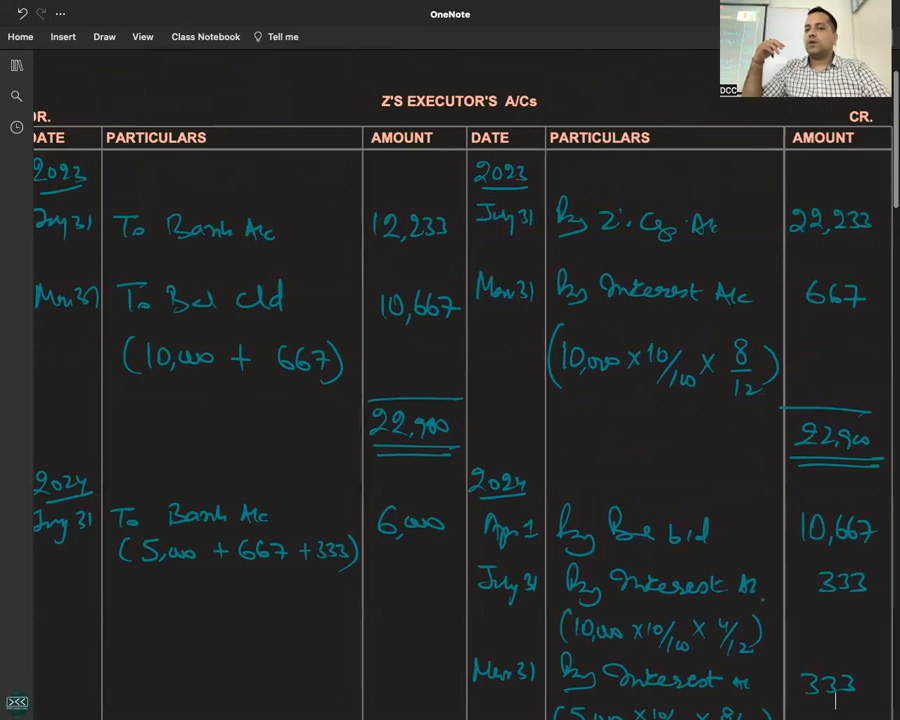 OneNote
Home Insert Draw View Class Notebook Tell me
DCC
Z'S EXECUTOR'S A/Cs
DR. CR.
DATE PARTICULARS AMOUNT DATE PARTICULARS AMOUNT
2023 2023
July 31 To Bank A/c 12,233 July 31 By Z's Cap. A/c 22,233
Mar 31 To Bal c/d 10,667 Mar 31 By Interest A/c 667
(10,000 + 667) (10,000 × 10/100 × 8/12)
22,900 22,900
2024 2024
July 31 To Bank A/c 6,000 Apr 1 By Bal b/d 10,667
(5,000 + 667 + 333) July 31 By Interest A/c 333
(10,000 × 10/100 × 4/12)
Mar 31 By Interest A/c 333